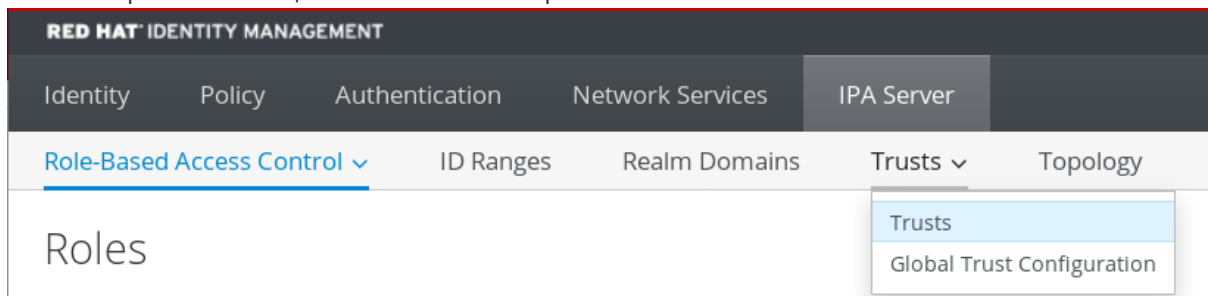 RED HAT® IDENTITY MANAGEMENT
Identity Policy Authentication Network Services IPA Server
Role-Based Access Control ID Ranges Realm Domains Trusts Topology
Trusts
Roles
Global Trust Configuration